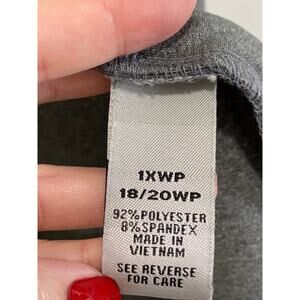 1XWP
18/20WP
92%POLYESTER
8%SPANDEX
MADE IN
VIETNAM
SEE REVERSE
FOR CARE